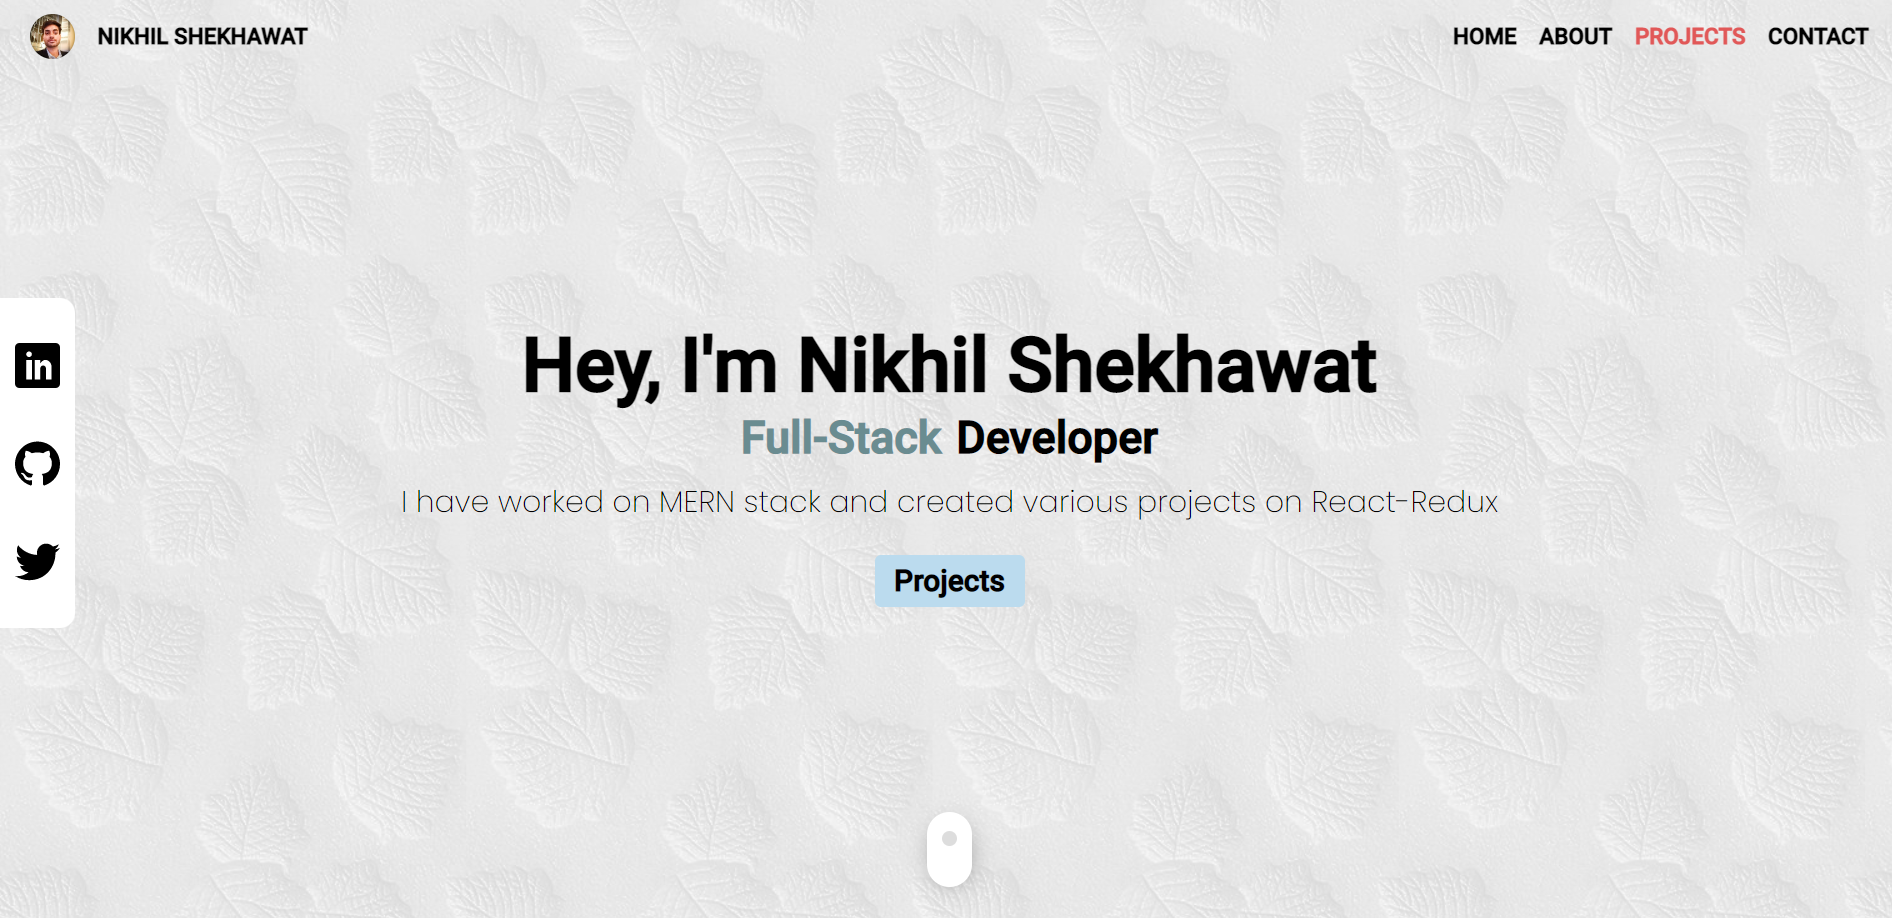 NIKHIL SHEKHAWAT
HOME ABOUT PROJECTS CONTACT
Hey, I'm Nikhil Shekhawat
Full-Stack Developer
I have worked on MERN stack and created various projects on React-Redux
Projects
in